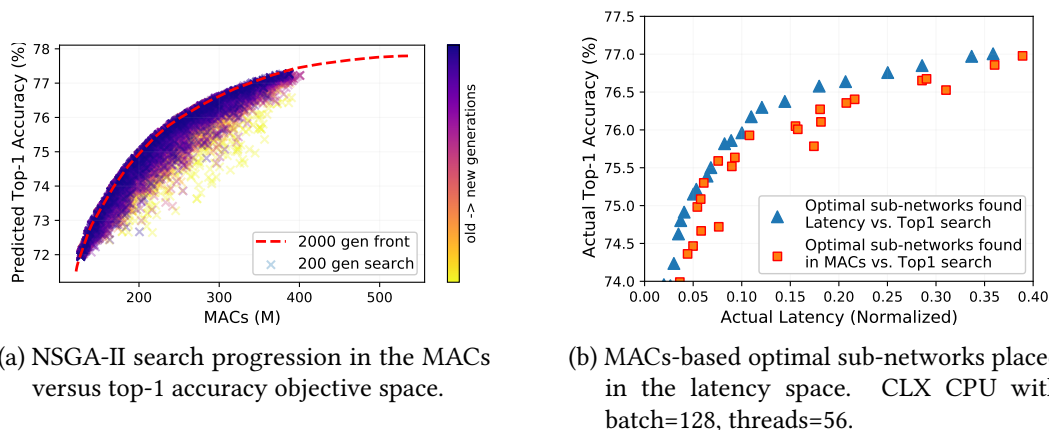 78
77
76
75
74
73
72
Predicted Top-1 Accuracy (%)
200 300 400 500
MACs (M)
2000 gen front
200 gen search
old -> new generations
77.5
77.0
76.5
76.0
75.5
75.0
74.5
74.0
Actual Top-1 Accuracy (%)
0.00 0.05 0.10 0.15 0.20 0.25 0.30 0.35 0.40
Actual Latency (Normalized)
Optimal sub-networks found
Latency vs. Top1 search
Optimal sub-networks found
in MACs vs. Top1 search
(a) NSGA-II search progression in the MACs
versus top-1 accuracy objective space.
(b) MACs-based optimal sub-networks place
in the latency space. CLX CPU wit
batch=128, threads=56.